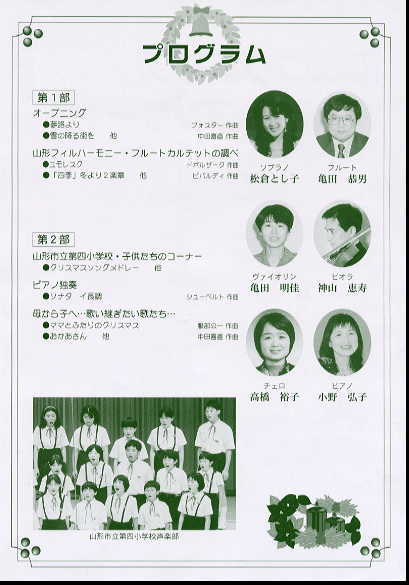 プログラム
第1部
オープニング
●夢路より フォスター 作曲
●雪の降る街を 他 中田喜直 作曲
山形フィルハーモニー・フルートカルテットの調べ
●ユモレスク ドボルザーク 作曲
●「四季」冬より2楽章 他 ビバルディ 作曲
第2部
山形市立第四小学校・子供たちのコーナー
●クリスマスソングメドレー 他
ピアノ独奏
●ソナタ イ長調 シューベルト 作曲
母から子へ…歌い継ぎたい歌たち…
●ママとふたりのクリスマス 服部公一 作曲
●おかあさん 他 中田喜直 作曲
ソプラノ
松倉とし子
フルート
亀田 恭男
ヴァイオリン
亀田 明佳
ビオラ
神山 恵寿
チェロ
高橋 裕子
ピアノ
小野 弘子
山形市立第四小学校声楽部